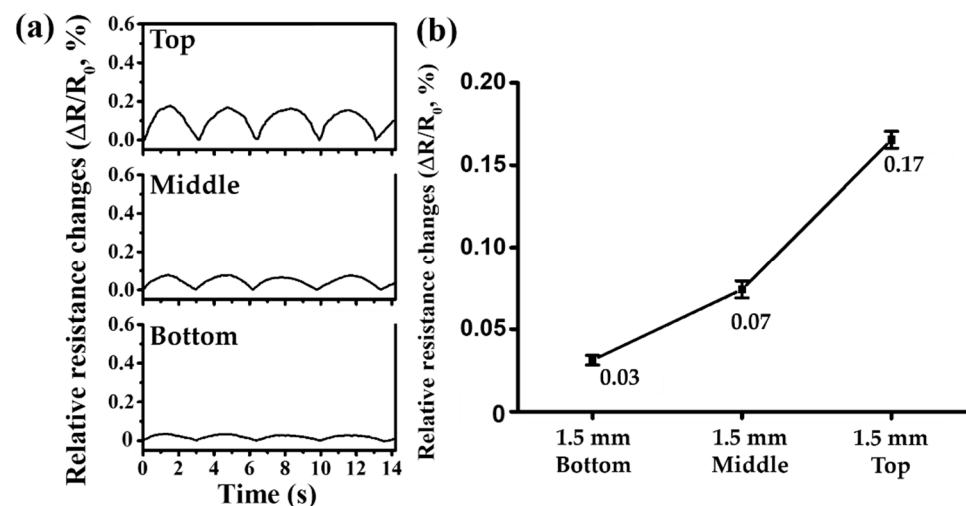 (a)
Relative resistance changes (ΔR/R₀, %)
0.6
0.4
0.2
0.0
Top
0.6
0.4
0.2
0.0
Middle
0.6
0.4
0.2
0
Bottom
0 2 4 6 8 10 12 14
Time (s)
(b)
Relative resistance changes (ΔR/R₀, %)
0.20
0.15
0.10
0.05
0
0.03
0.07
0.17
1.5 mm
Bottom
1.5 mm
Middle
1.5 mm
Top